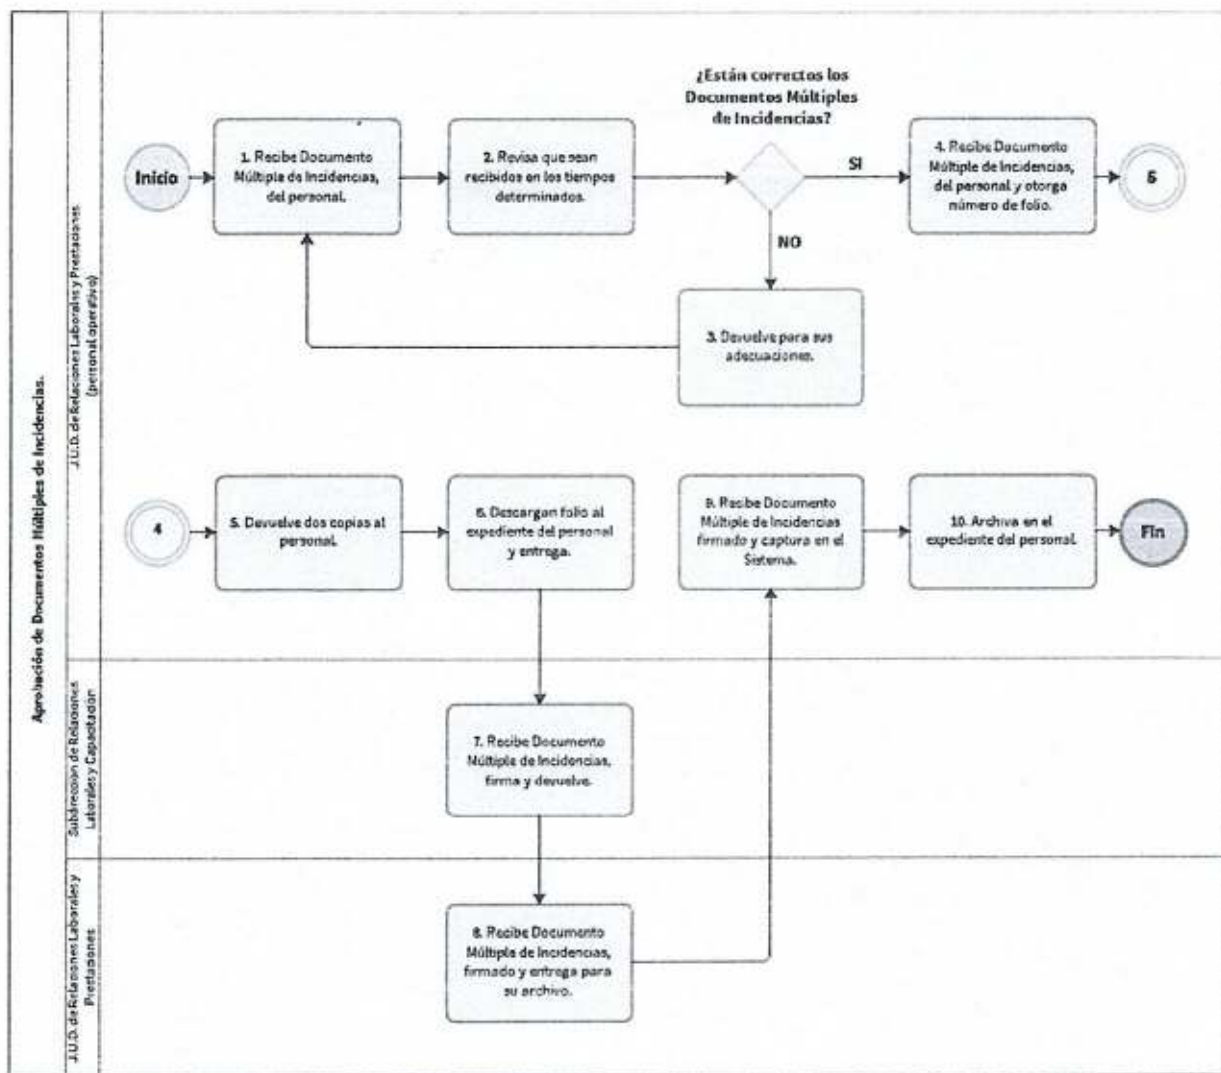 Aprobación de Documentos Múltiples de Incidencias.
J.U.D. de Relaciones Laborales y Prestaciones
(personal operativo)
Inicio
1. Recibe Documento
Múltiple de Incidencias,
del personal.
2. Revisa que sean
recibidos en los tiempos
determinados.
¿Están correctos los
Documentos Múltiples
de Incidencias?
SI
NO
3. Devuelve para sus
adecuaciones.
4. Recibe Documento
Múltiple de Incidencias,
del personal y otorga
número de folio.
5
4
5. Devuelve dos copias al
personal.
6. Descargan folio al
expediente del personal
y entrega.
9. Recibe Documento
Múltiple de Incidencias
firmado y captura en el
Sistema.
10. Archiva en el
expediente del personal.
Fin
Subdirección de Relaciones
Laborales y Capacitación
7. Recibe Documento
Múltiple de Incidencias,
firma y devuelve.
J.U.D. de Relaciones Laborales y
Prestaciones
8. Recibe Documento
Múltiple de Incidencias,
firmado y entrega para
su archivo.